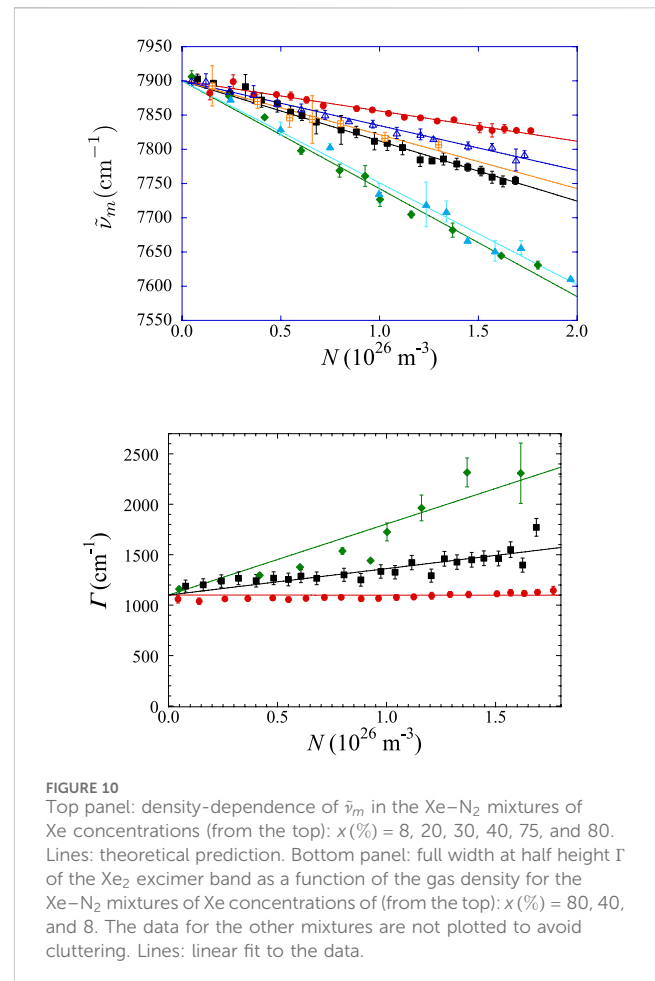 7950
7900
7850
7800
7750
7700
7650
7600
7550
ν̃m (cm−1)
0.0 0.5 1.0 1.5 2.0
N (10^26 m^-3)
2500
2000
1500
1000
500
0
Γ (cm-1)
0.0 0.5 1.0 1.5
N (10^26 m^-3)
FIGURE 10
Top panel: density-dependence of ν̃m in the Xe–N2 mixtures of
Xe concentrations (from the top): x (%) = 8, 20, 30, 40, 75, and 80.
Lines: theoretical prediction. Bottom panel: full width at half height Γ
of the Xe2 excimer band as a function of the gas density for the
Xe–N2 mixtures of Xe concentrations of (from the top): x (%) = 80, 40,
and 8. The data for the other mixtures are not plotted to avoid
cluttering. Lines: linear fit to the data.